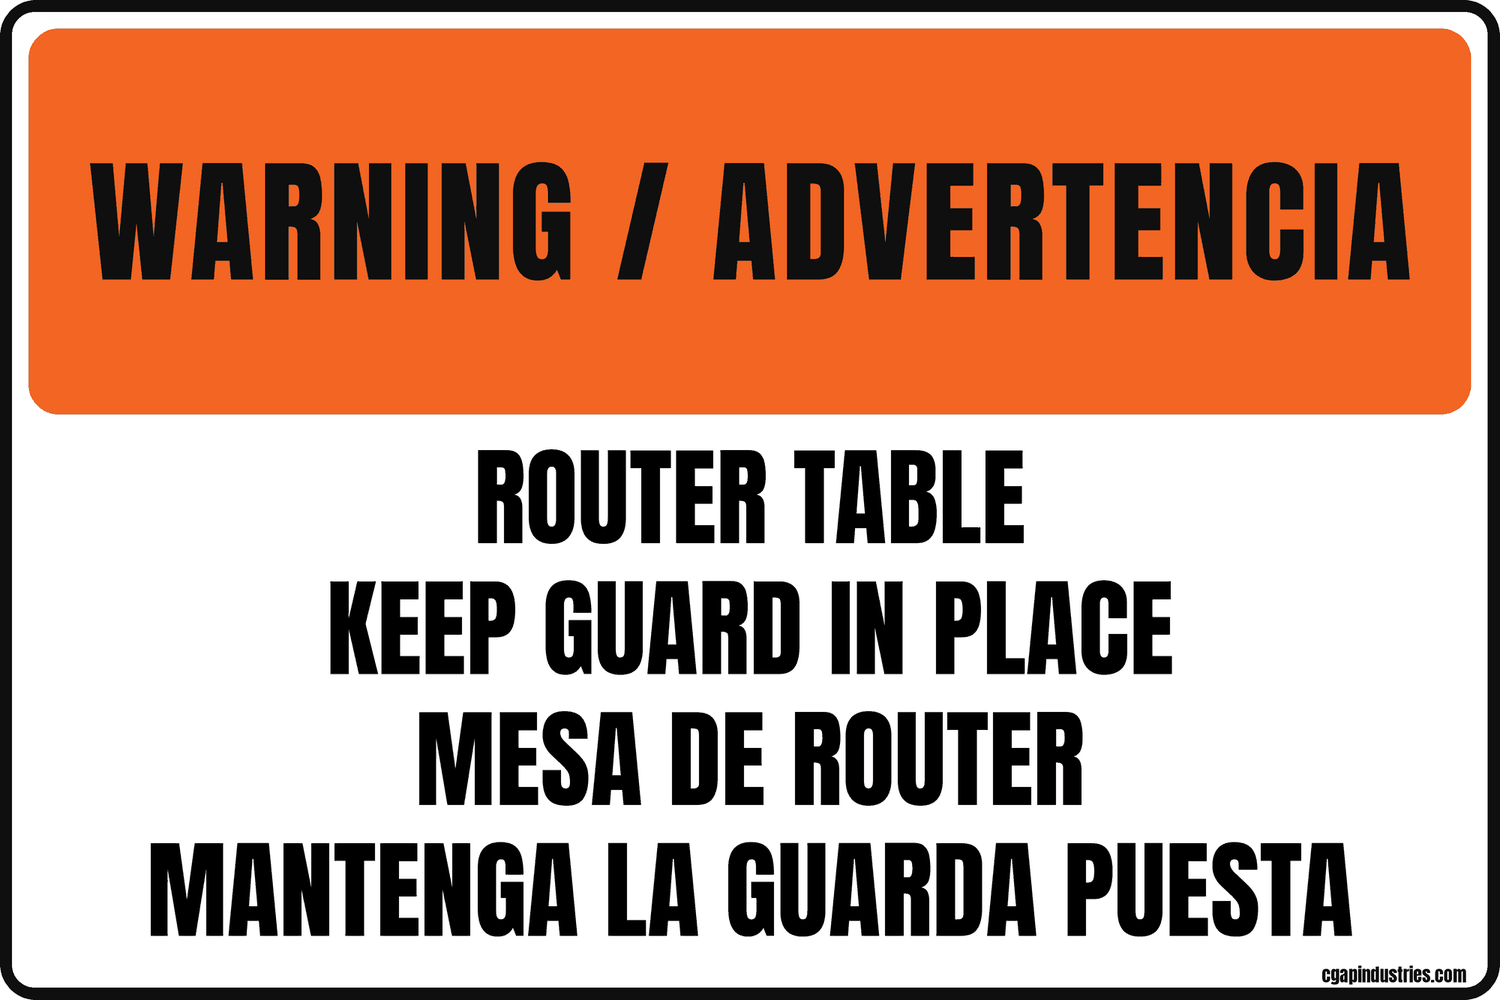 WARNING / ADVERTENCIA
ROUTER TABLE
KEEP GUARD IN PLACE
MESA DE ROUTER
MANTENGA LA GUARDA PUESTA
cgapindustries.com